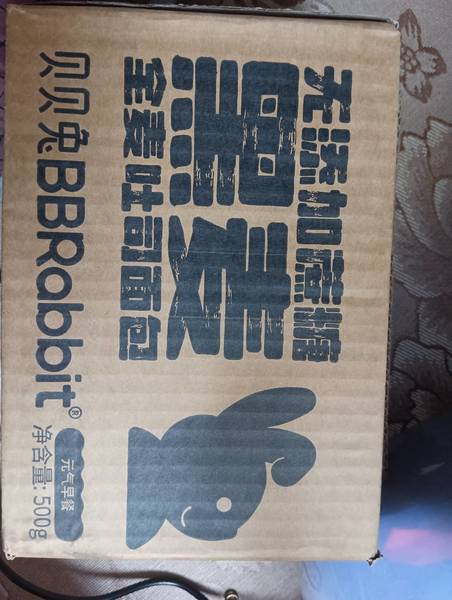 无添加蔗糖
黑麦
全麦吐司面包
贝贝兔BBRabbit®
元气早餐
净含量:500g